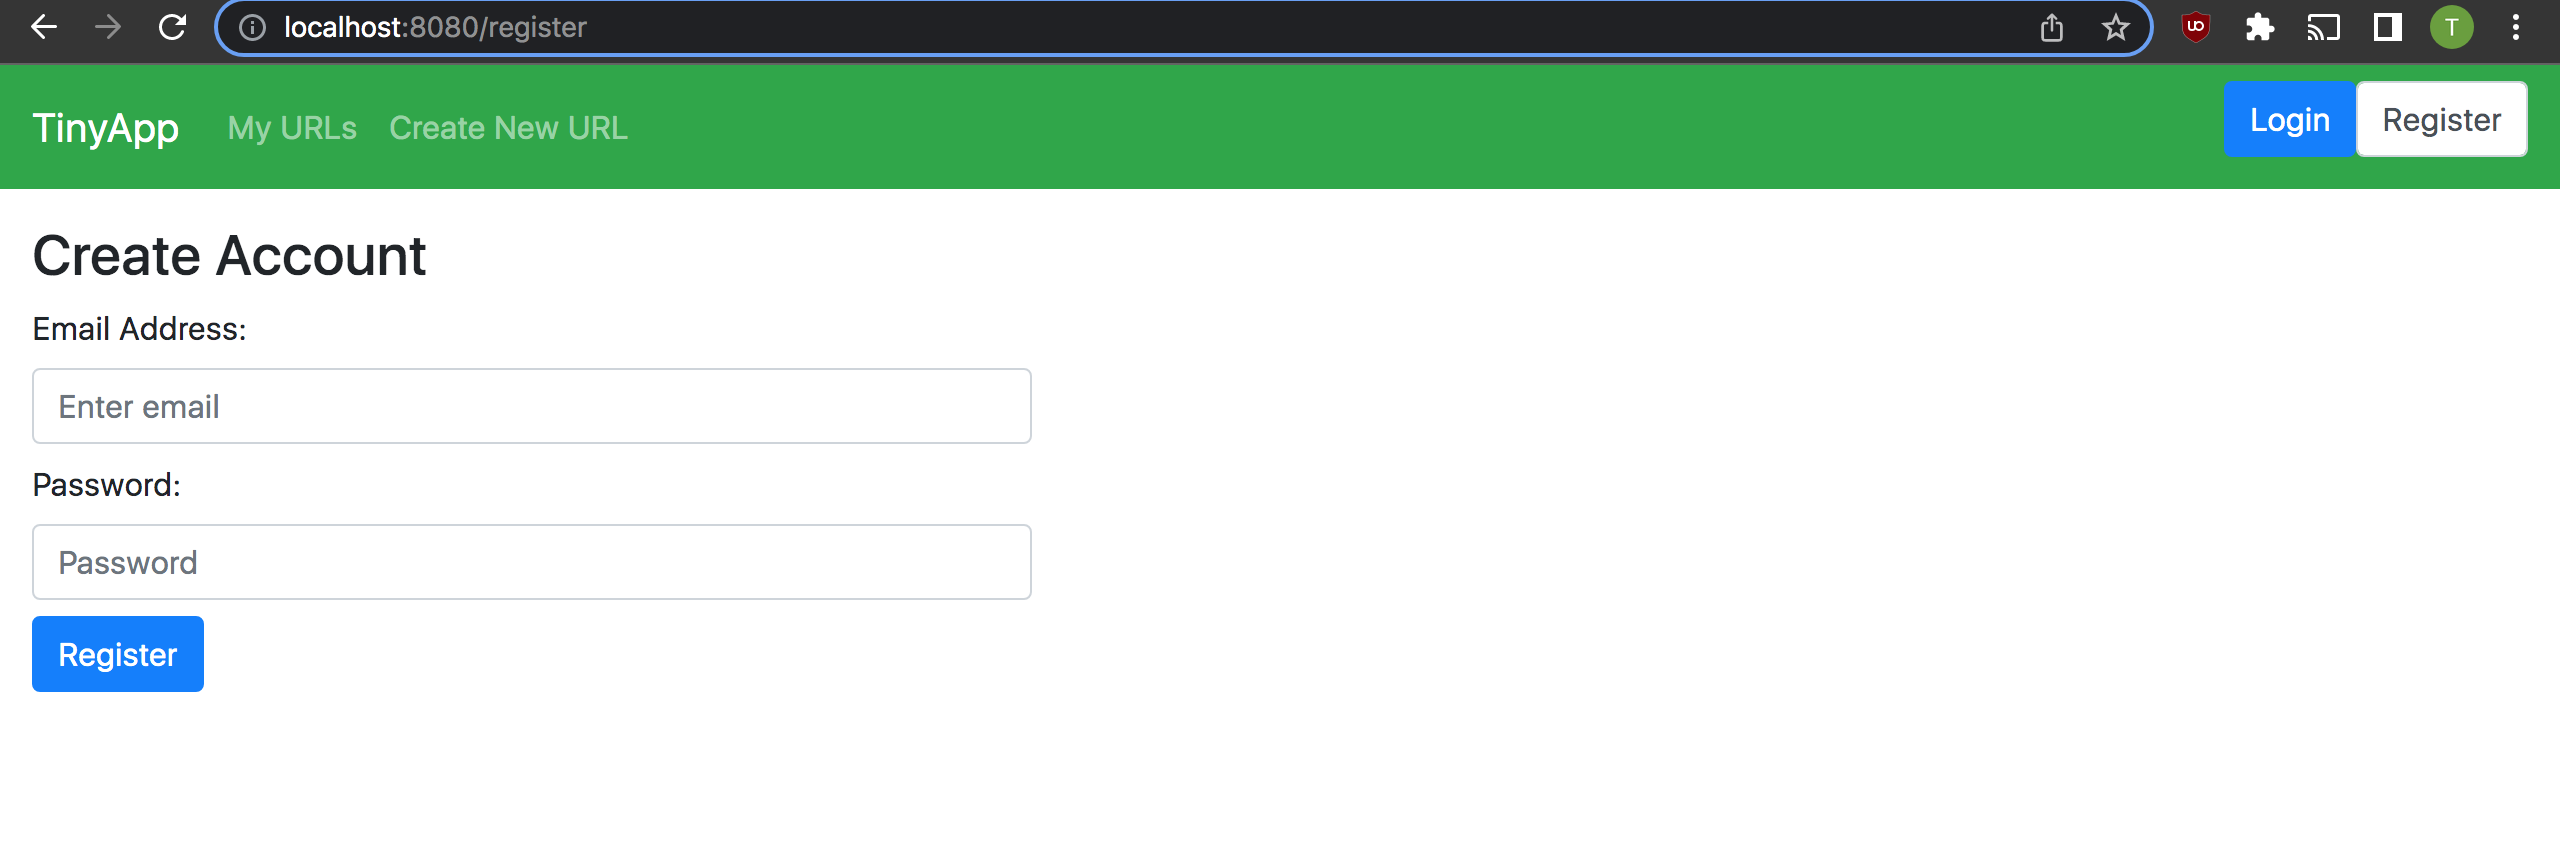 localhost:8080/register
T
TinyApp My URLs Create New URL Login Register
Create Account
Email Address:
Enter email
Password:
Password
Register